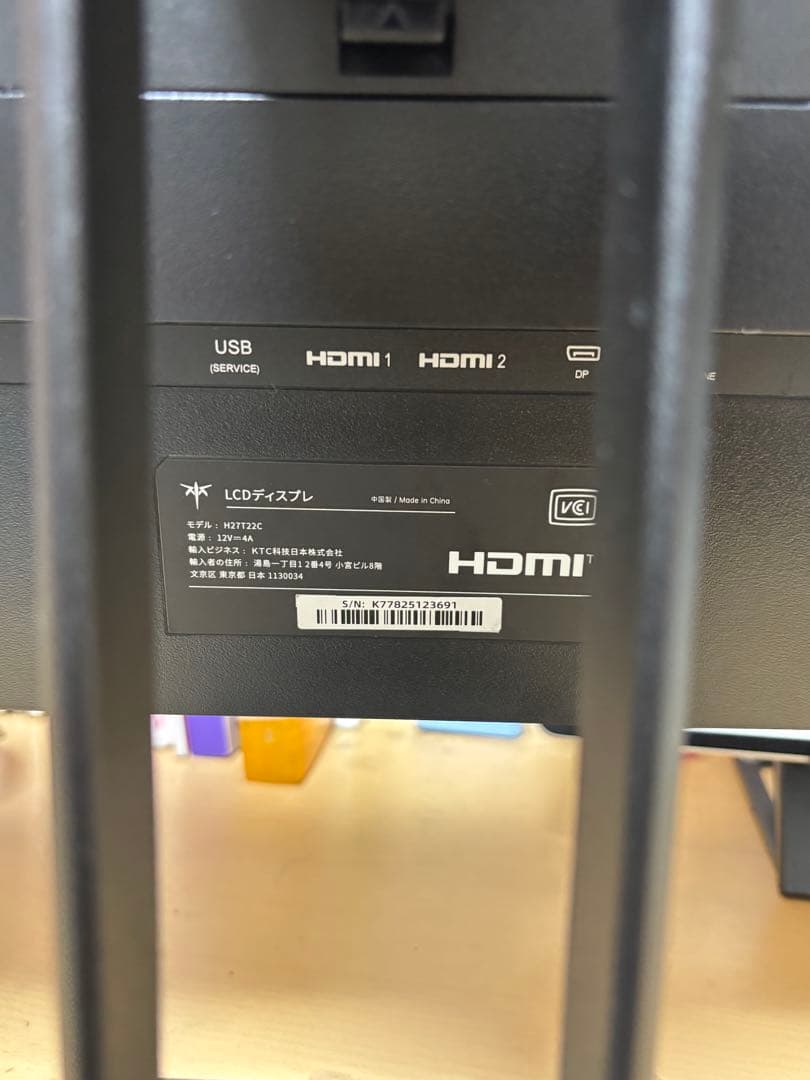 USB
(SERVICE)
HDMI 1
HDMI 2
DP
NE
LCDディスプレ
中国製 / Made in China
VCCI
モデル： H27T22C
電源： 12V⎓4A
輸入ビジネス： KTC科技日本株式会社
輸入者の住所： 湯島一丁目1 2番4号 小宮ビル8階
文京区 東京都 日本 1130034
HDMI
S/N: K77825123691